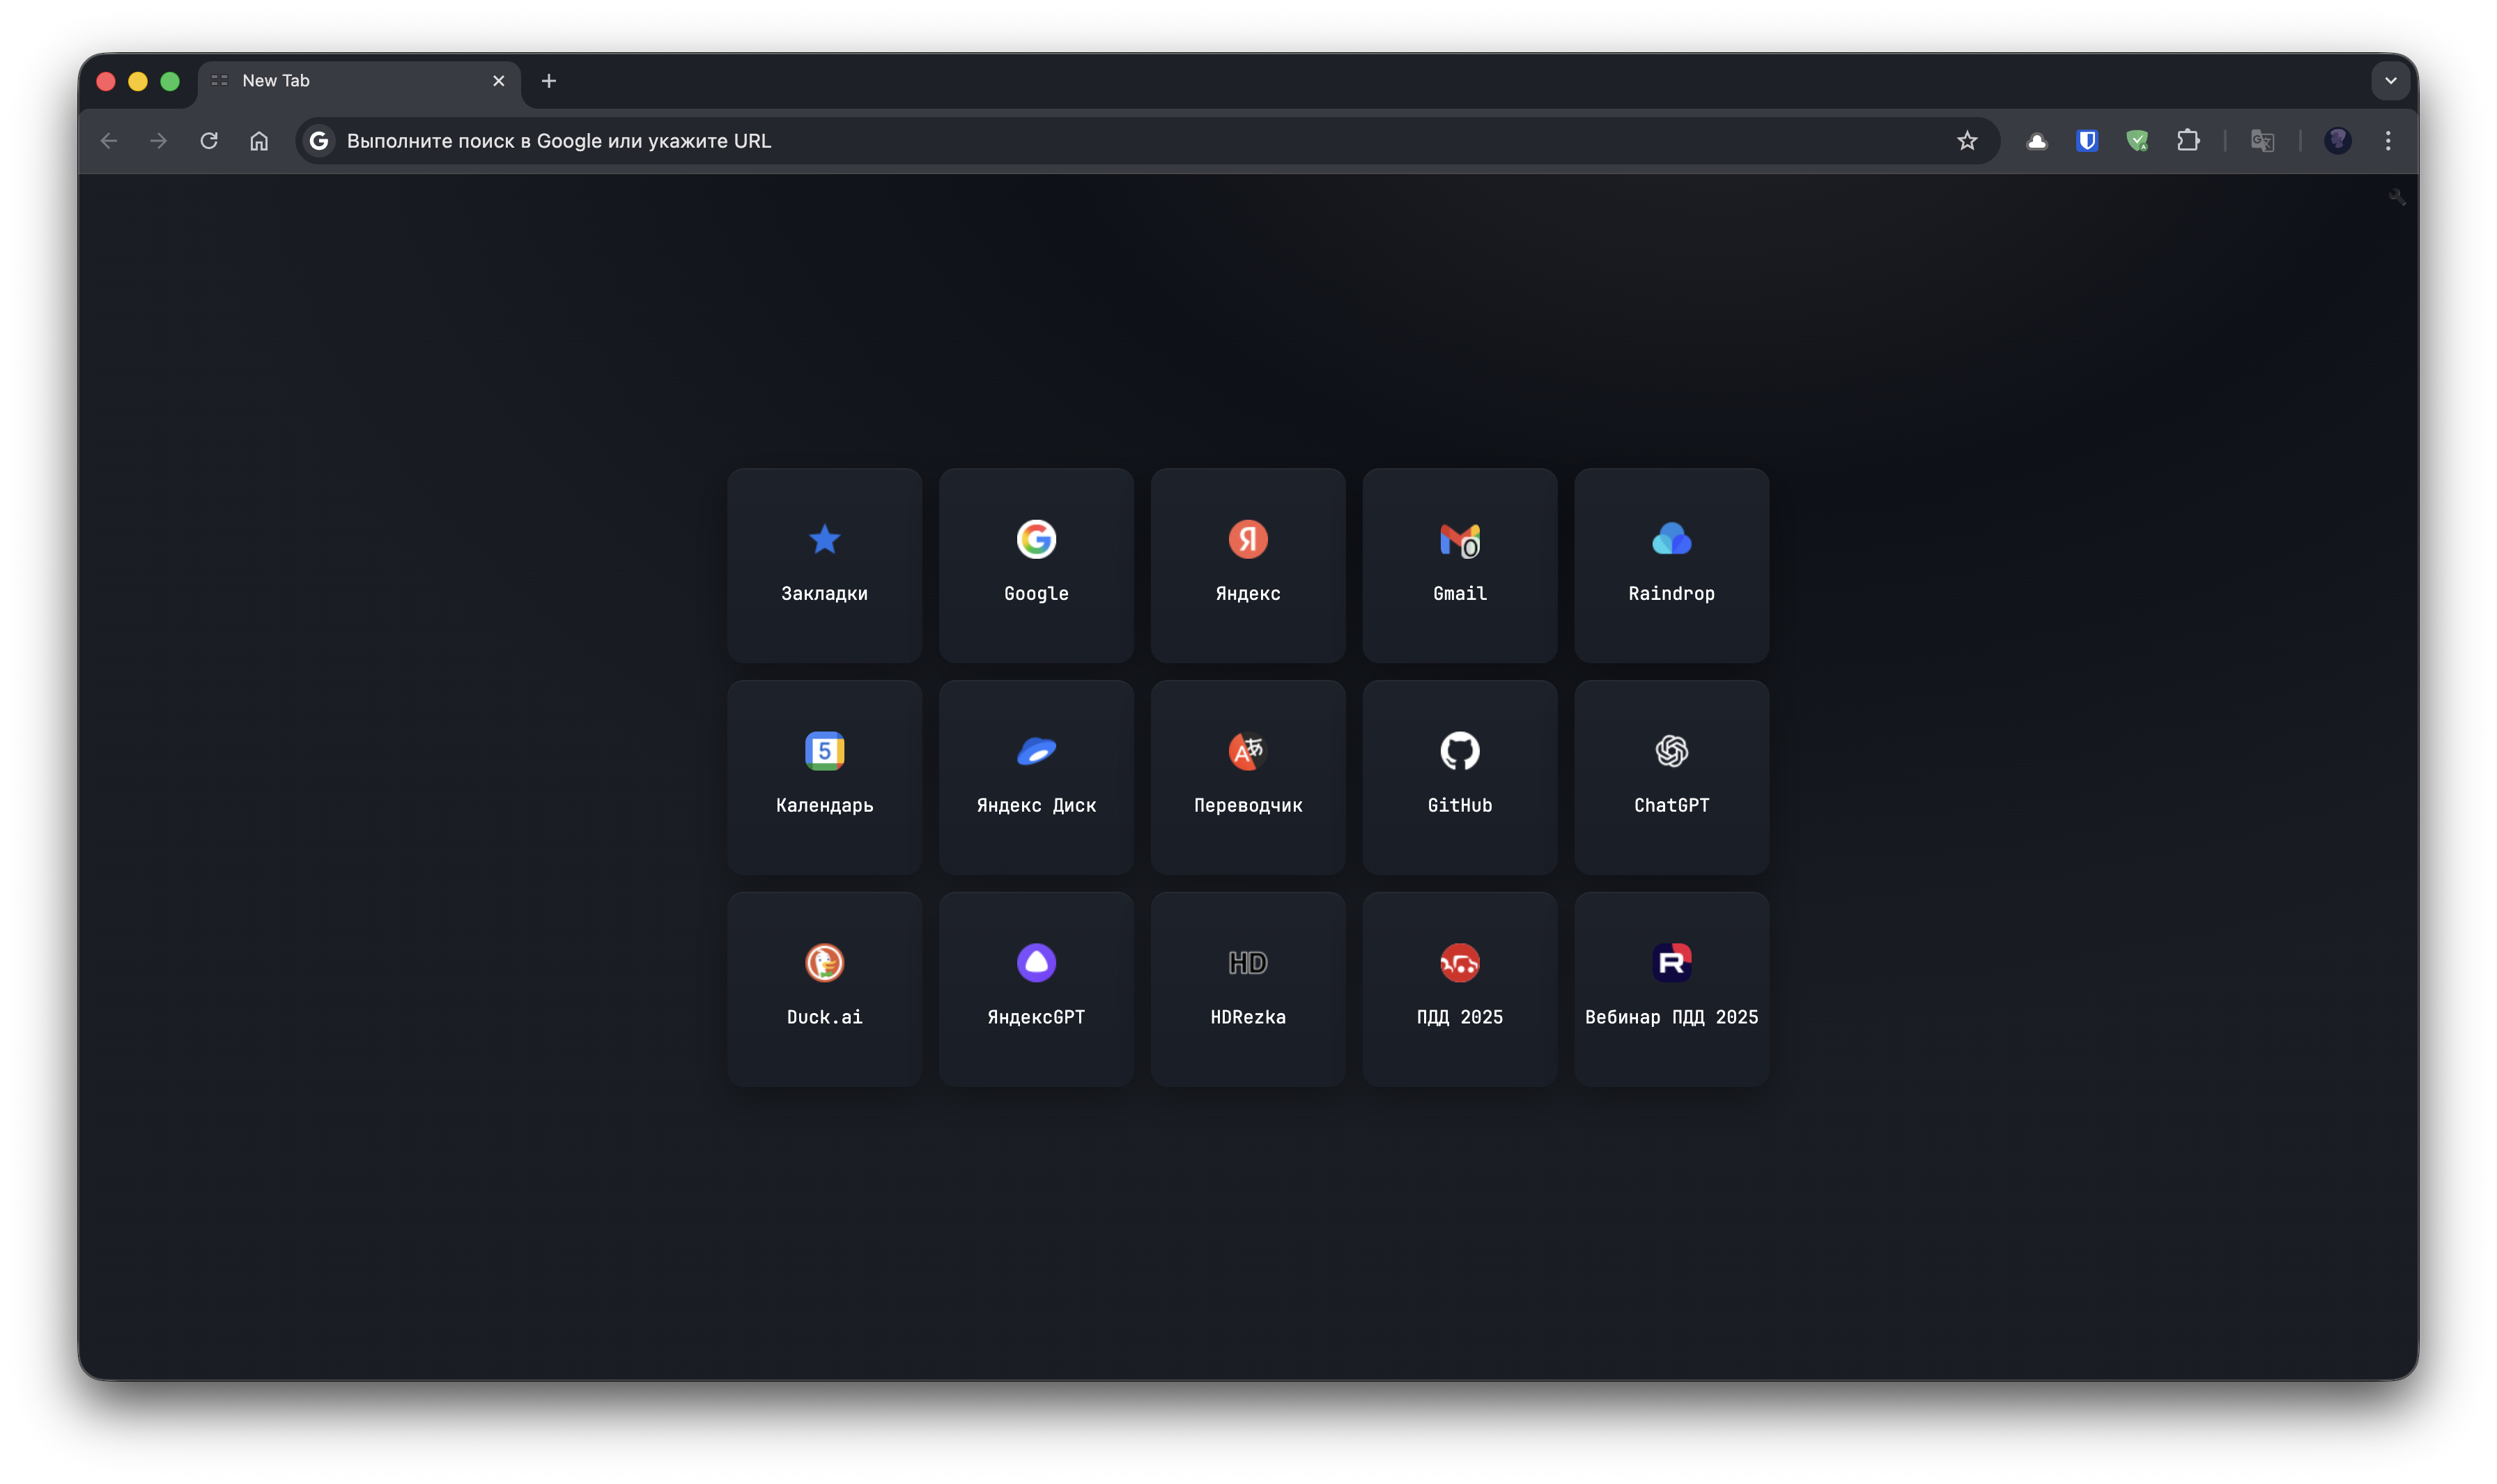 New Tab
Выполните поиск в Google или укажите URL
Закладки
Google
Яндекс
Gmail
Raindrop
Календарь
Яндекс Диск
Переводчик
GitHub
ChatGPT
Duck.ai
ЯндексGPT
HDRezka
ПДД 2025
Вебинар ПДД 2025